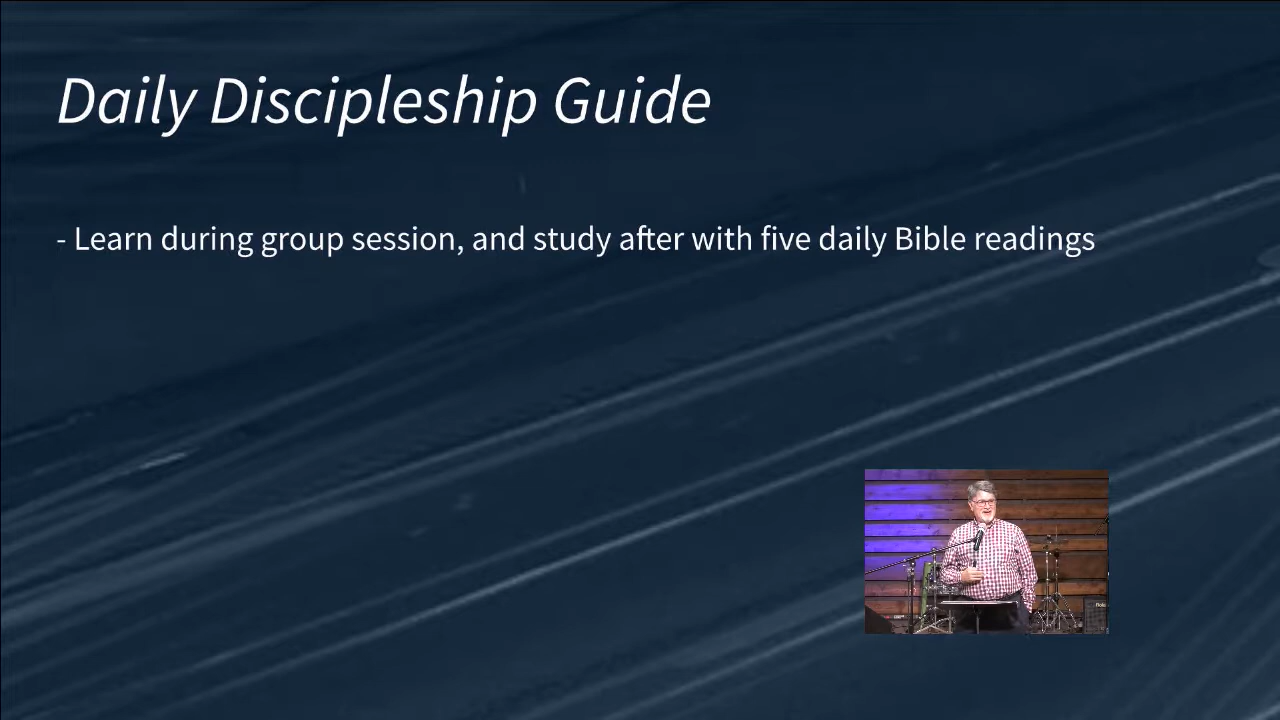 Daily Discipleship Guide
- Learn during group session, and study after with five daily Bible readings